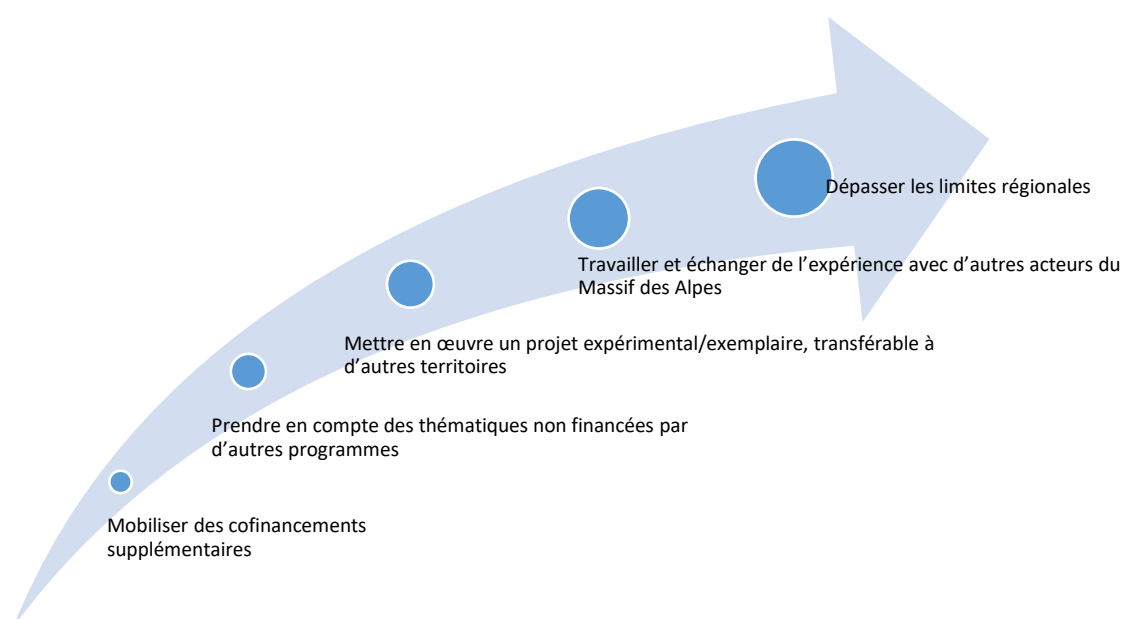 Dépasser les limites régionales
Travailler et échanger de l’expérience avec d’autres acteurs du
Massif des Alpes
Mettre en œuvre un projet expérimental/exemplaire, transférable à
d’autres territoires
Prendre en compte des thématiques non financées par
d’autres programmes
Mobiliser des cofinancements
supplémentaires